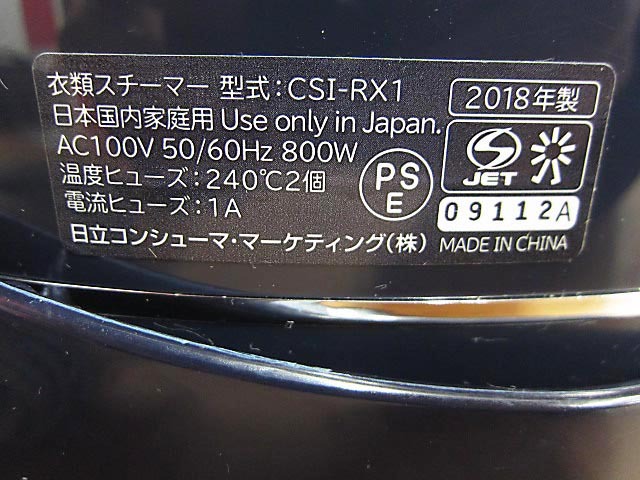 衣類スチーマー 型式：CSI-RX1
2018年製
日本国内家庭用 Use only in Japan.
AC100V 50/60Hz 800W
温度ヒューズ：240℃2個
電流ヒューズ：1A
PS
E
JET
09112A
日立コンシューマ・マーケティング(株)
MADE IN CHINA